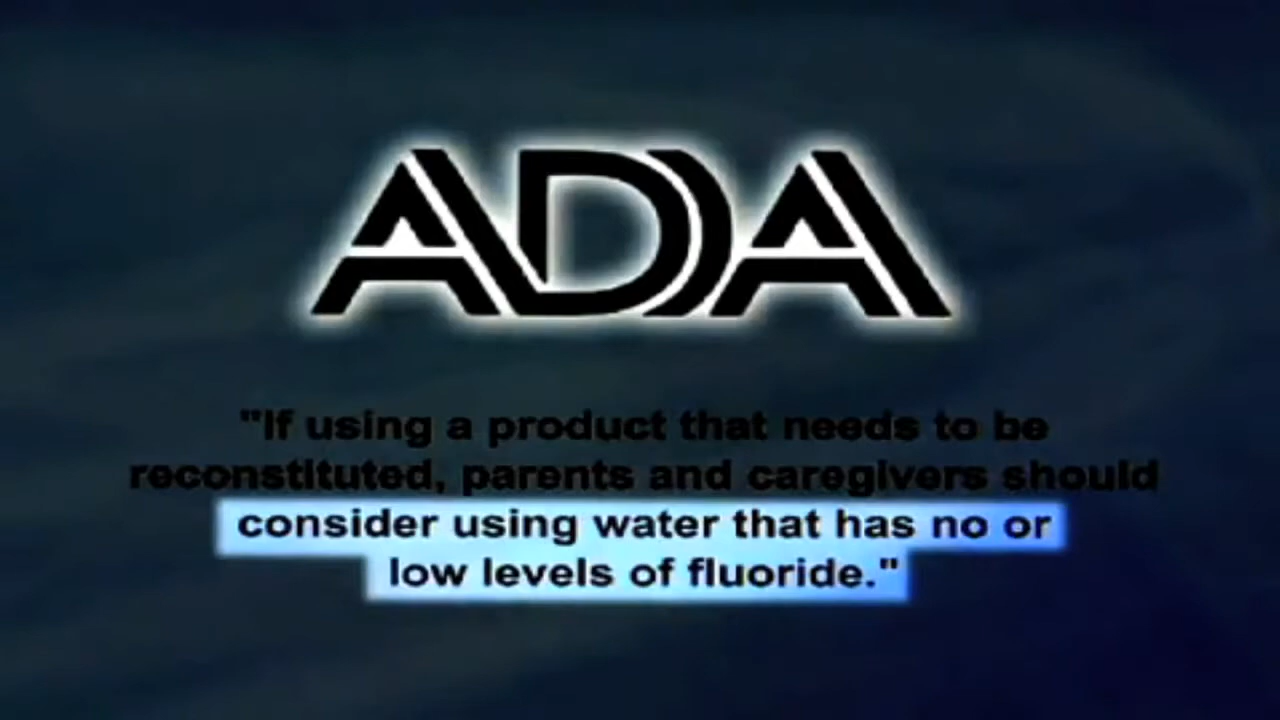 ADA
"If using a product that needs to be
reconstituted, parents and caregivers should
consider using water that has no or
low levels of fluoride."